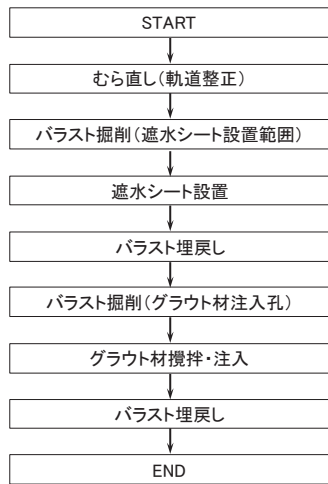 START
むら直し（軌道整正）
バラスト掘削（遮水シート設置範囲）
遮水シート設置
バラスト埋戻し
バラスト掘削（グラウト材注入孔）
グラウト材攪拌・注入
バラスト埋戻し
END